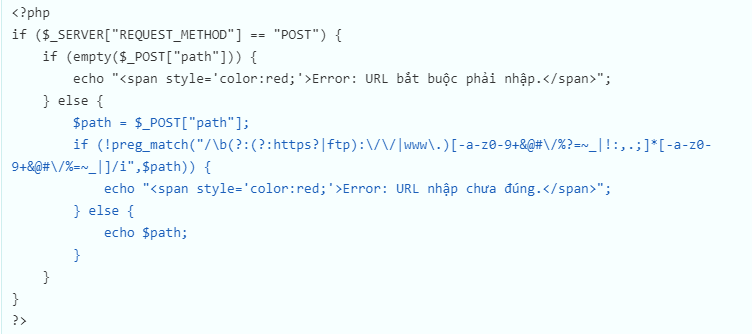 <?php
if ($_SERVER["REQUEST_METHOD"] == "POST") {
    if (empty($_POST["path"])) {
        echo "<span style='color:red;'>Error: URL bắt buộc phải nhập.</span>";
    } else {
        $path = $_POST["path"];
        if (!preg_match("/\b(?:(?:https?|ftp):\/\/|www\.)[-a-z0-9+&@#\/%?=~_|!:,.;]*[-a-z0-
9+&@#\/%=~_|]/i",$path)) {
            echo "<span style='color:red;'>Error: URL nhập chưa đúng.</span>";
        } else {
            echo $path;
        }
    }
}
?>